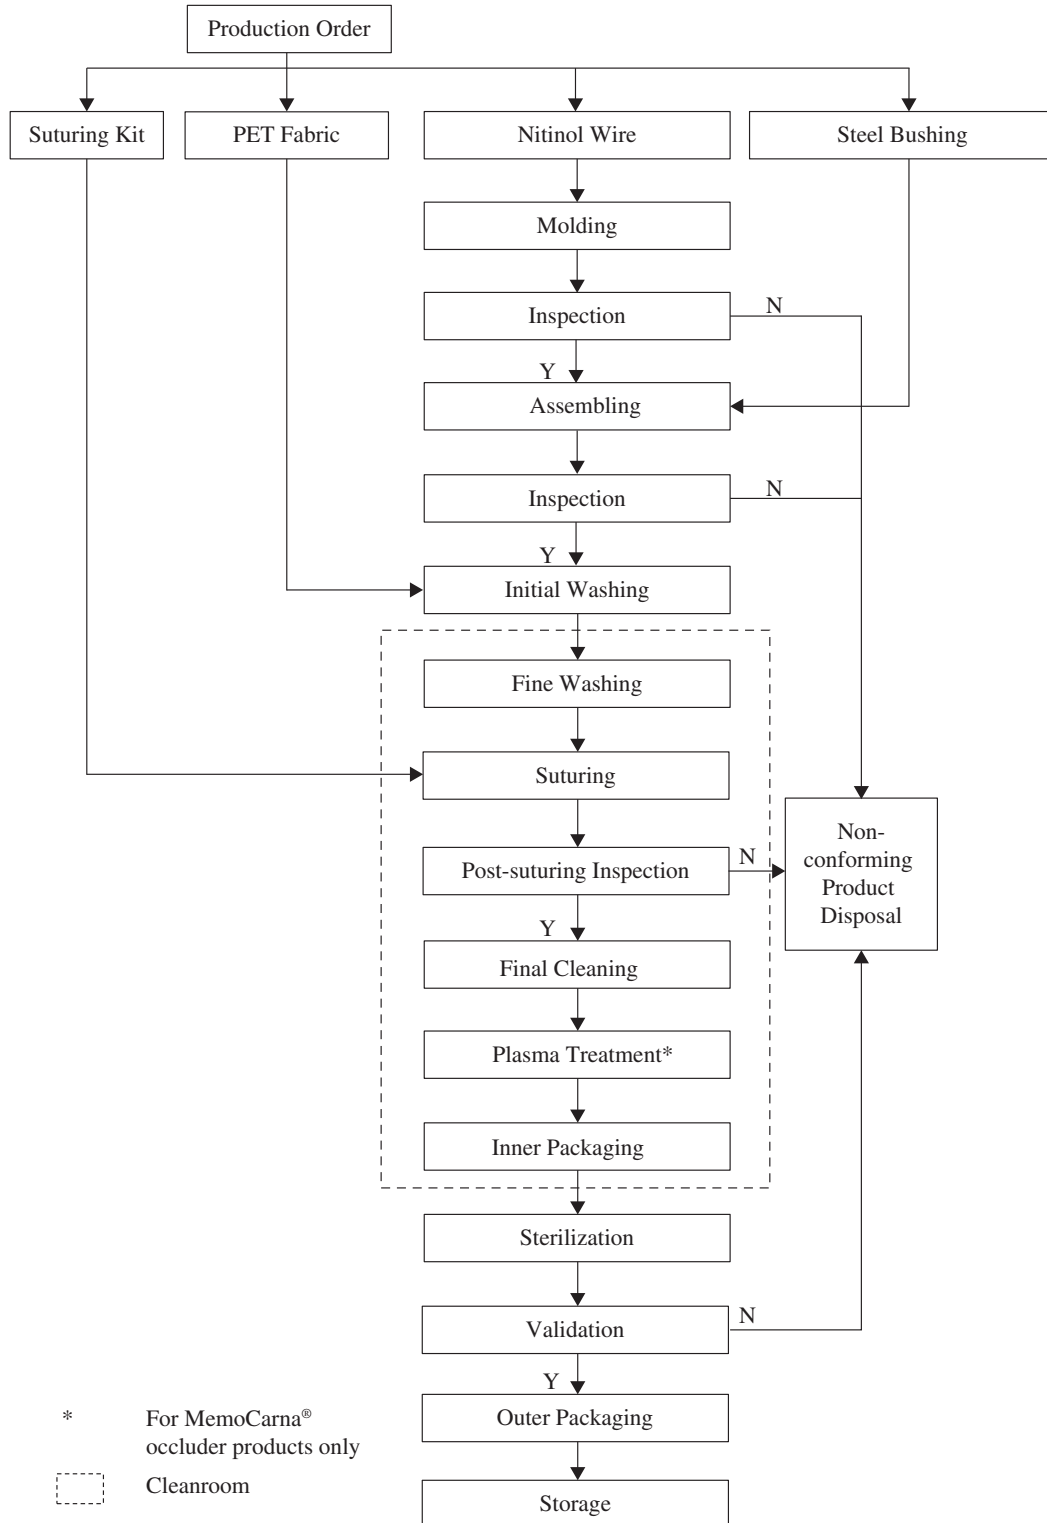 Production Order
Suturing Kit
PET Fabric
Nitinol Wire
Steel Bushing
Molding
Inspection
N
Y
Assembling
Inspection
N
Y
Initial Washing
Fine Washing
Suturing
Post-suturing Inspection
N
Non-
conforming
Product
Disposal
Y
Final Cleaning
Plasma Treatment*
Inner Packaging
Sterilization
Validation
N
Y
Outer Packaging
Storage
* For MemoCarna®
occluder products only
Cleanroom